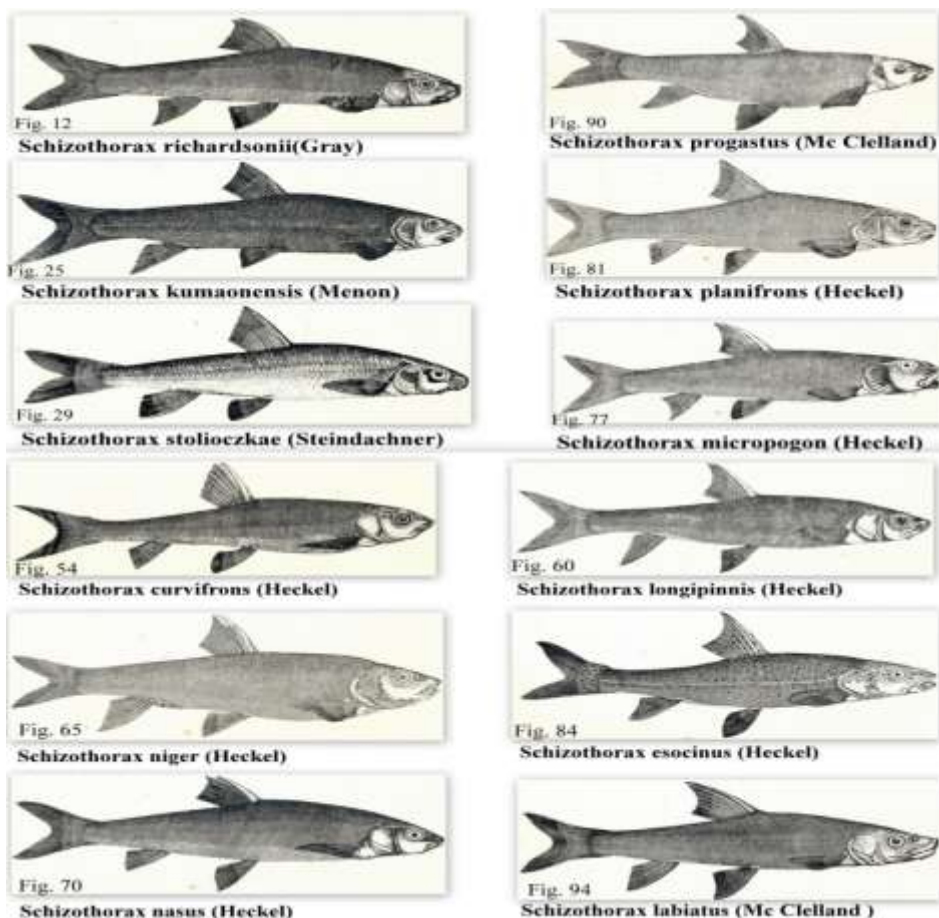 Fig. 12
Schizothorax richardsonii(Gray)
Fig. 90
Schizothorax progastus (Mc Clelland)
Fig. 25
Schizothorax kumaonensis (Menon)
Fig. 81
Schizothorax planifrons (Heckel)
Fig. 29
Schizothorax stolioczkae (Steindachner)
Fig. 77
Schizothorax micropogon (Heckel)
Fig. 54
Schizothorax curvifrons (Heckel)
Fig. 60
Schizothorax longipinnis (Heckel)
Fig. 65
Schizothorax niger (Heckel)
Fig. 84
Schizothorax esocinus (Heckel)
Fig. 70
Schizothorax nasus (Heckel)
Fig. 94
Schizothorax labiatus (Mc Clelland )